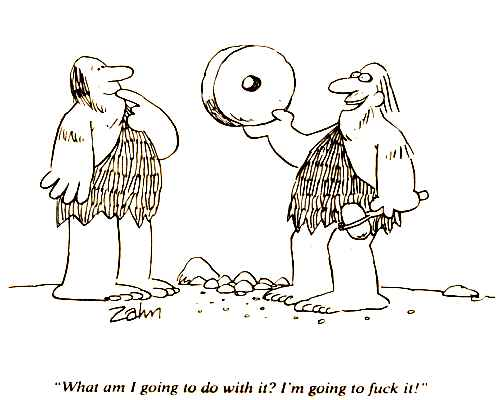 Zahn
"What am I going to do with it? I'm going to fuck it!"